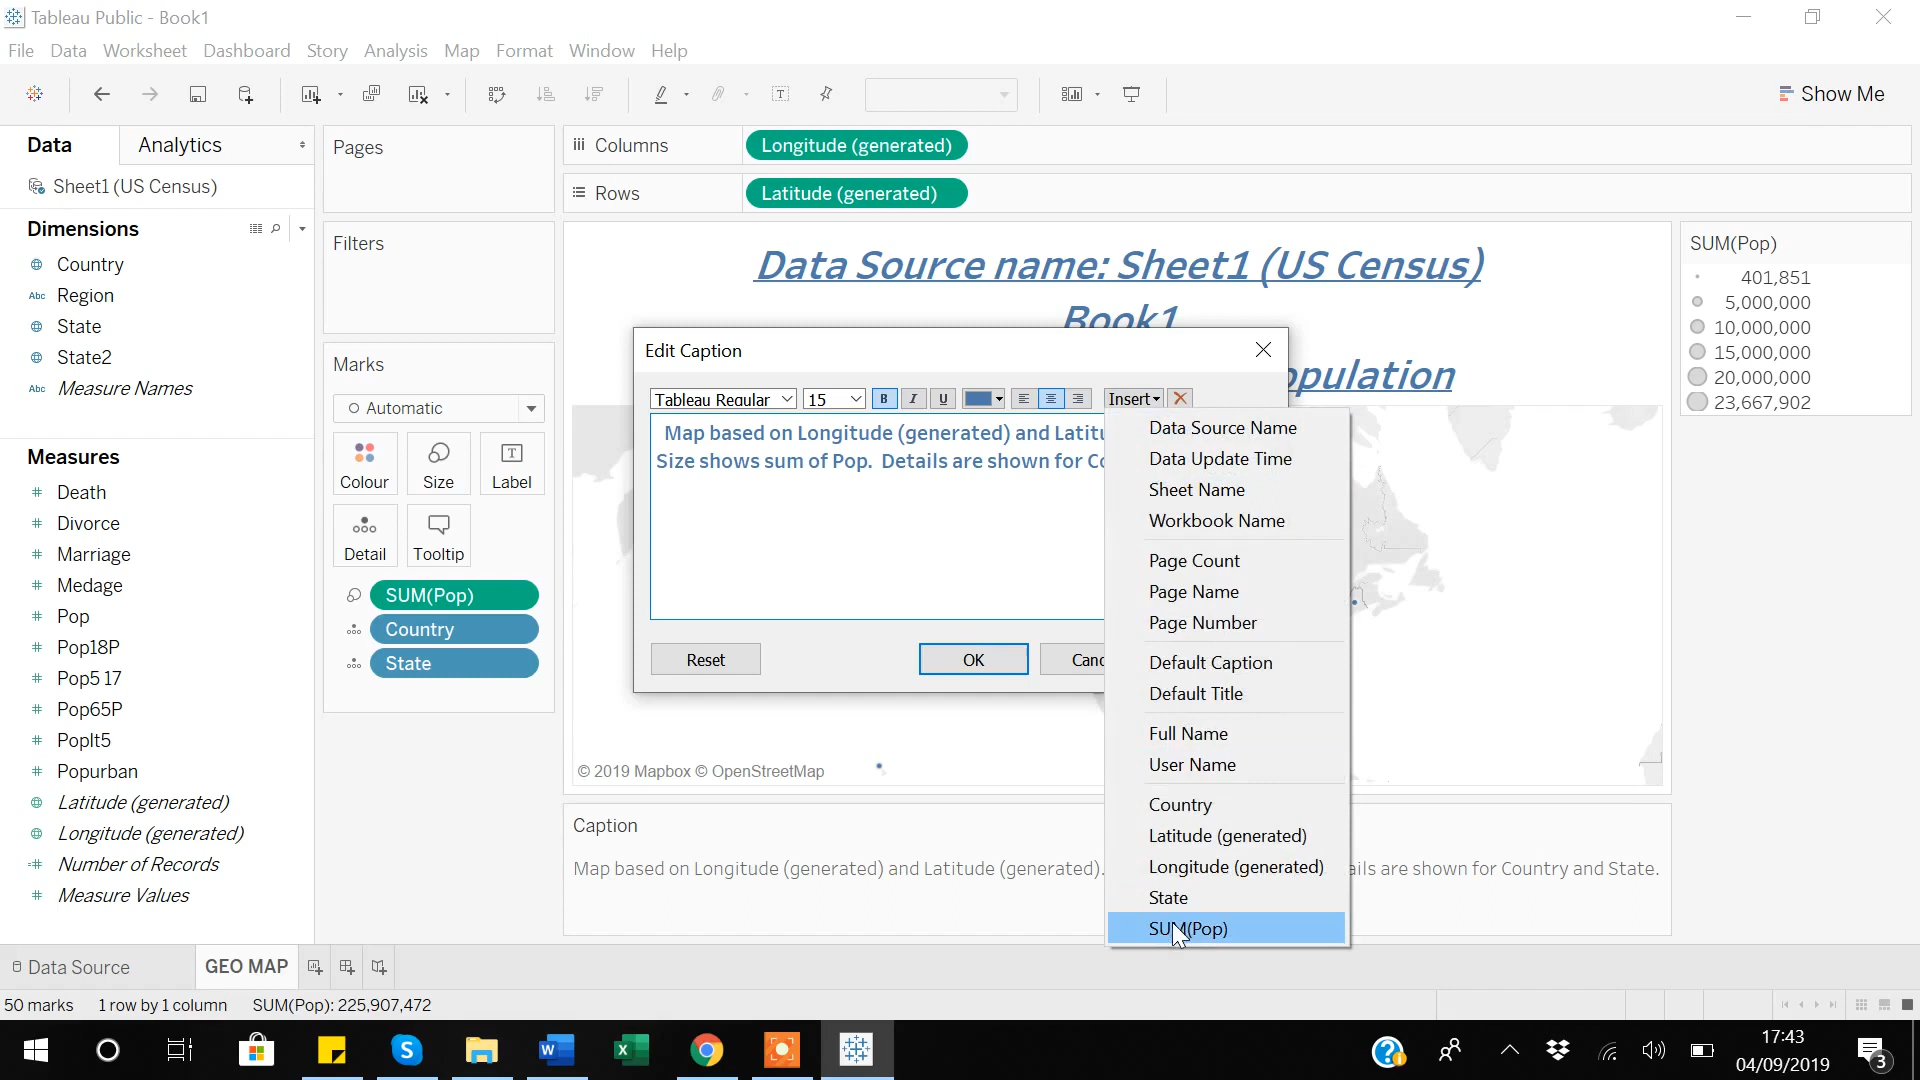 Tableau Public - Book1
File Data Worksheet Dashboard Story Analysis Map Format Window Help
Show Me
Data
Analytics
Sheet1 (US Census)
Dimensions
Country
Abc Region
State
State2
Abc Measure Names
Measures
Death
Divorce
Marriage
Medage
Pop
Pop18P
Pop5 17
Pop65P
Poplt5
Popurban
Latitude (generated)
Longitude (generated)
Number of Records
Measure Values
Pages
Filters
Marks
Automatic
Colour Size Label
Detail Tooltip
SUM(Pop)
Country
State
Columns Longitude (generated)
Rows Latitude (generated)
Data Source name: Sheet1 (US Census)
Book1
opulation
Edit Caption
Tableau Regular 15 B I U Insert
Map based on Longitude (generated) and Latitu
Size shows sum of Pop. Details are shown for Co
Reset OK Canc
Data Source Name
Data Update Time
Sheet Name
Workbook Name
Page Count
Page Name
Page Number
Default Caption
Default Title
Full Name
User Name
Country
Latitude (generated)
Longitude (generated)
State
SUM(Pop)
© 2019 Mapbox © OpenStreetMap
Caption
Map based on Longitude (generated) and Latitude (generated). ails are shown for Country and State.
SUM(Pop)
401,851
5,000,000
10,000,000
15,000,000
20,000,000
23,667,902
Data Source GEO MAP
50 marks 1 row by 1 column SUM(Pop): 225,907,472
17:43
04/09/2019
3